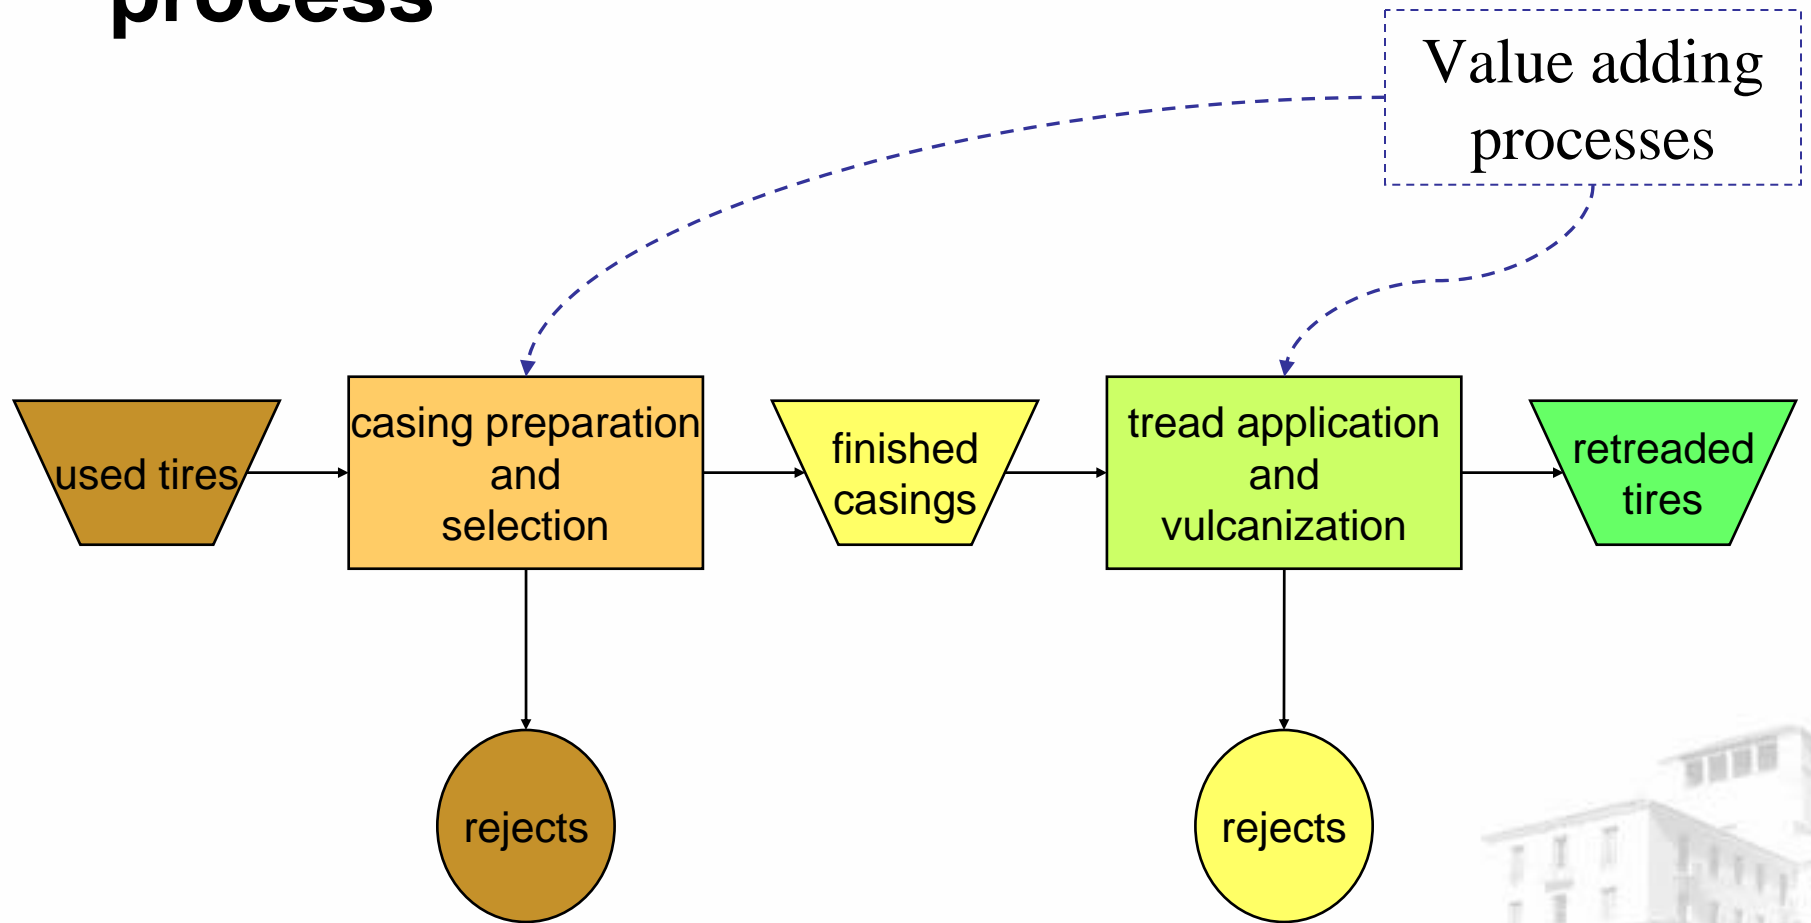 process
Value adding
processes
used tires
casing preparation
and
selection
finished
casings
tread application
and
vulcanization
retreaded
tires
rejects
rejects